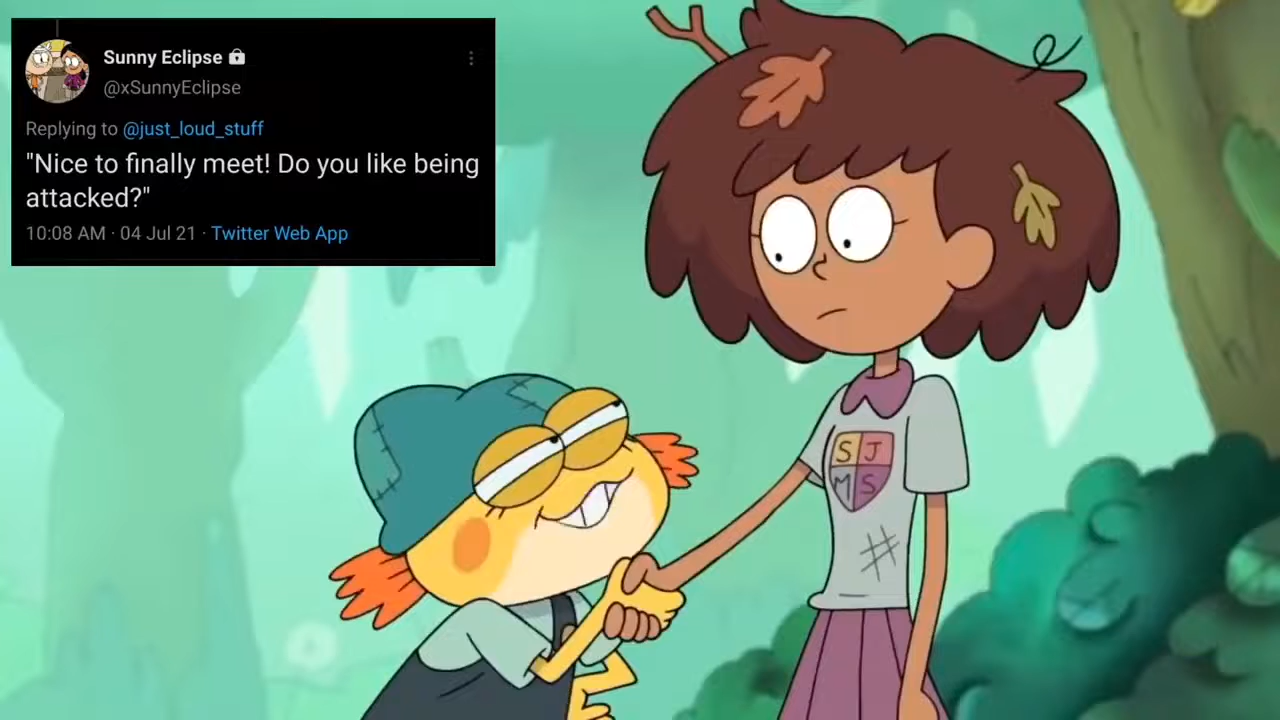 Sunny Eclipse
@xSunnyEclipse
Replying to @just_loud_stuff
"Nice to finally meet! Do you like being
attacked?"
10:08 AM · 04 Jul 21 · Twitter Web App
S J
M S